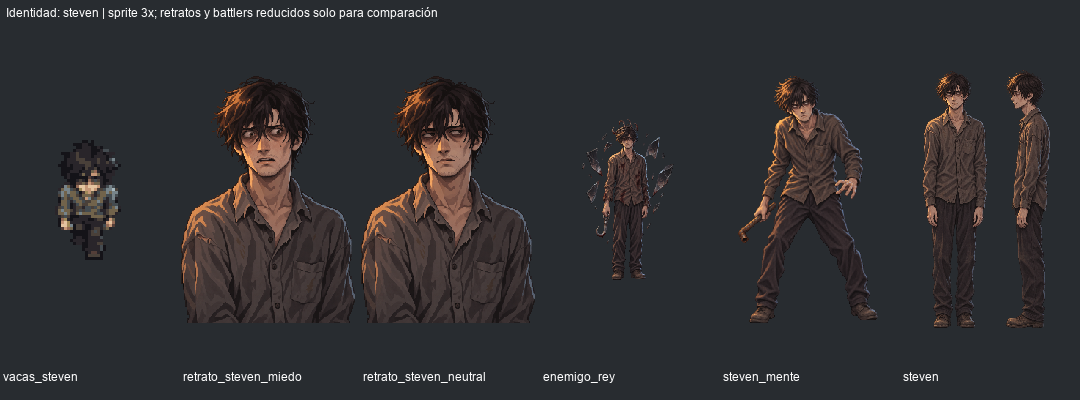 Identidad: steven | sprite 3x; retratos y battlers reducidos solo para comparación
vacas_steven
retrato_steven_miedo
retrato_steven_neutral
enemigo_rey
steven_mente
steven